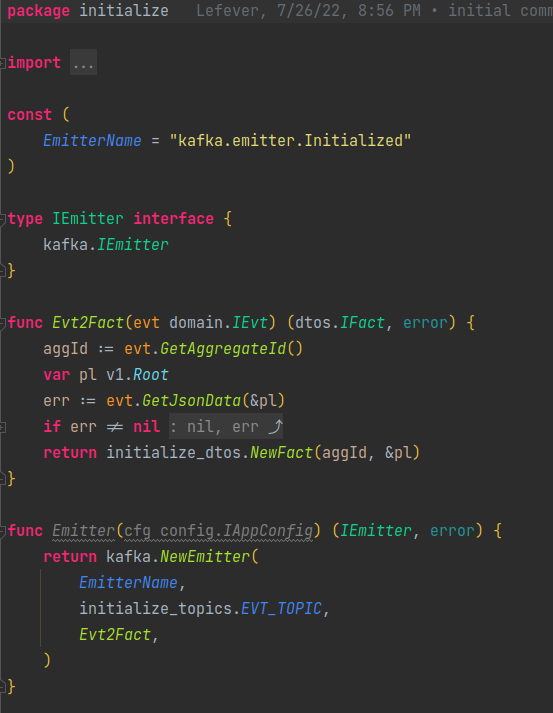 package initialize   Lefever, 7/26/22, 8:56 PM • initial comm
import ...
const (
    EmitterName = "kafka.emitter.Initialized"
)
type IEmitter interface {
    kafka.IEmitter
}
func Evt2Fact(evt domain.IEvt) (dtos.IFact, error) {
    aggId := evt.GetAggregateId()
    var pl v1.Root
    err := evt.GetJsonData(&pl)
    if err != nil : nil, err ⤴
    return initialize_dtos.NewFact(aggId, &pl)
}
func Emitter(cfg config.IAppConfig) (IEmitter, error) {
    return kafka.NewEmitter(
        EmitterName,
        initialize_topics.EVT_TOPIC,
        Evt2Fact,
    )
}